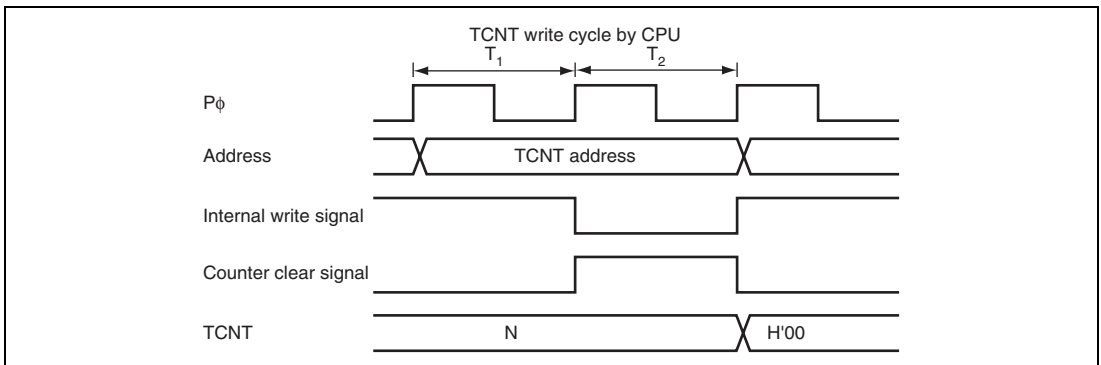 TCNT write cycle by CPU
T1 T2
Pϕ
Address TCNT address
Internal write signal
Counter clear signal
TCNT N H'00